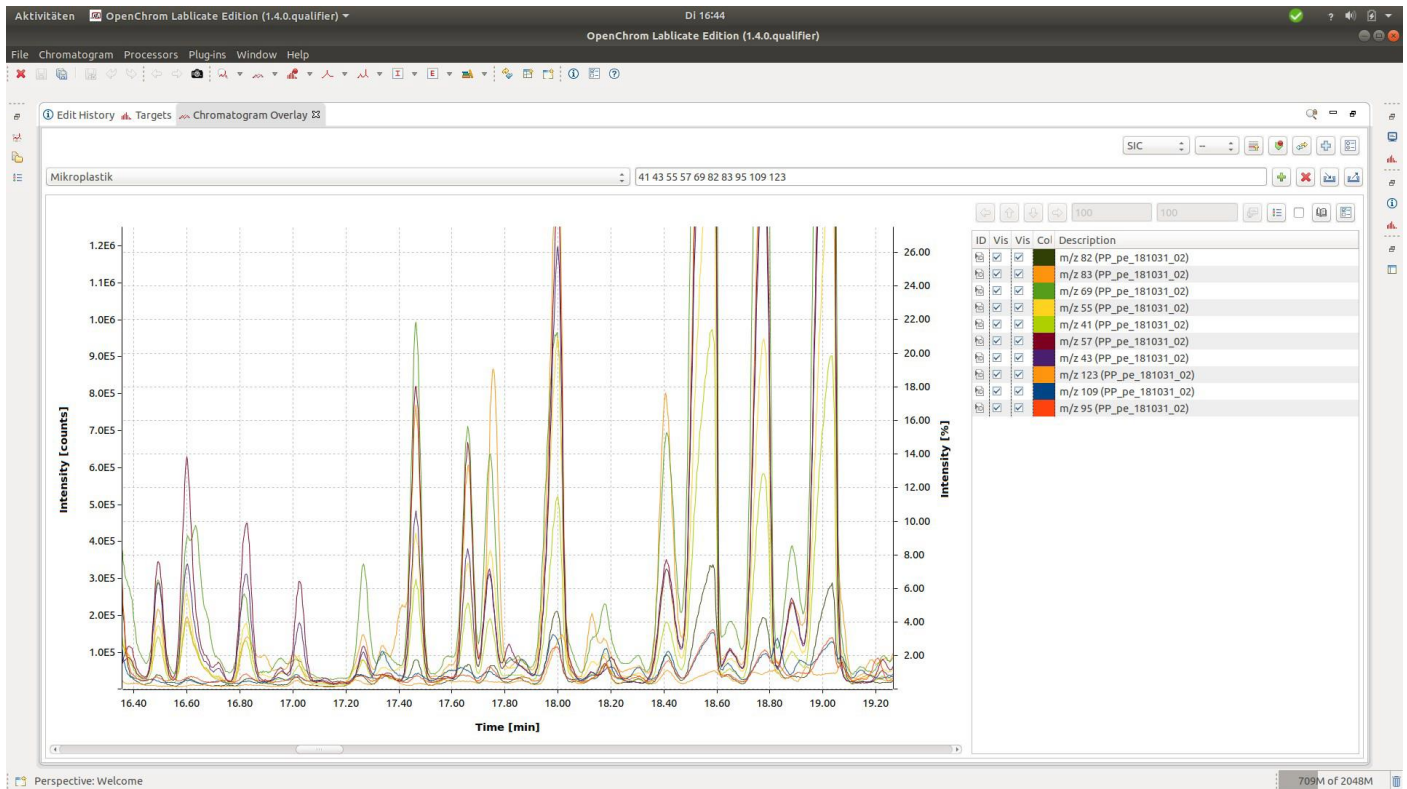 Aktivitäten OpenChrom Lablicate Edition (1.4.0.qualifier) Di 16:44
OpenChrom Lablicate Edition (1.4.0.qualifier)
File Chromatogram Processors Plug-ins Window Help
Edit History Targets Chromatogram Overlay
SIC --
Mikroplastik 41 43 55 57 69 82 83 95 109 123
100 100
ID Vis Vis Col Description
m/z 82 (PP_pe_181031_02)
m/z 83 (PP_pe_181031_02)
m/z 69 (PP_pe_181031_02)
m/z 55 (PP_pe_181031_02)
m/z 41 (PP_pe_181031_02)
m/z 57 (PP_pe_181031_02)
m/z 43 (PP_pe_181031_02)
m/z 123 (PP_pe_181031_02)
m/z 109 (PP_pe_181031_02)
m/z 95 (PP_pe_181031_02)
Intensity [counts]
1.2E6
1.1E6
1.0E6
9.0E5
8.0E5
7.0E5
6.0E5
5.0E5
4.0E5
3.0E5
2.0E5
1.0E5
26.00
24.00
22.00
20.00
18.00
16.00
14.00
12.00
10.00
8.00
6.00
4.00
2.00
Intensity [%]
16.40 16.60 16.80 17.00 17.20 17.40 17.60 17.80 18.00 18.20 18.40 18.60 18.80 19.00 19.20
Time [min]
Perspective: Welcome 709M of 2048M